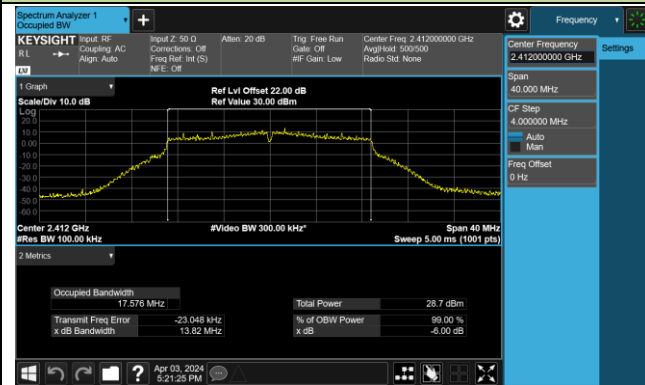 Spectrum Analyzer 1
Occupied BW
Frequency
KEYSIGHT
Input: RF
Coupling: AC
Align: Auto
Input Z: 50 Ω
Corrections: Off
Freq Ref: Int (S)
NFE: Off
Atten: 20 dB
Trig: Free Run
Gate: Off
#IF Gain: Low
Center Freq: 2.412000000 GHz
Avg|Hold: 500/500
Radio Std: None
RL
LXI
Center Frequency
2.412000000 GHz
Settings
Span
40.000 MHz
CF Step
4.000000 MHz
Auto
Man
Freq Offset
0 Hz
1 Graph
Scale/Div 10.0 dB
Ref Lvl Offset 22.00 dB
Ref Value 30.00 dBm
Log
20.0
10.0
0.00
-10.0
-20.0
-30.0
-40.0
-50.0
-60.0
Center 2.412 GHz
#Res BW 100.00 kHz
#Video BW 300.00 kHz*
Span 40 MHz
Sweep 5.00 ms (1001 pts)
2 Metrics
Occupied Bandwidth
17.576 MHz
Total Power 28.7 dBm
Transmit Freq Error -23.048 kHz
% of OBW Power 99.00 %
x dB Bandwidth 13.82 MHz
x dB -6.00 dB
Apr 03, 2024
5:21:25 PM